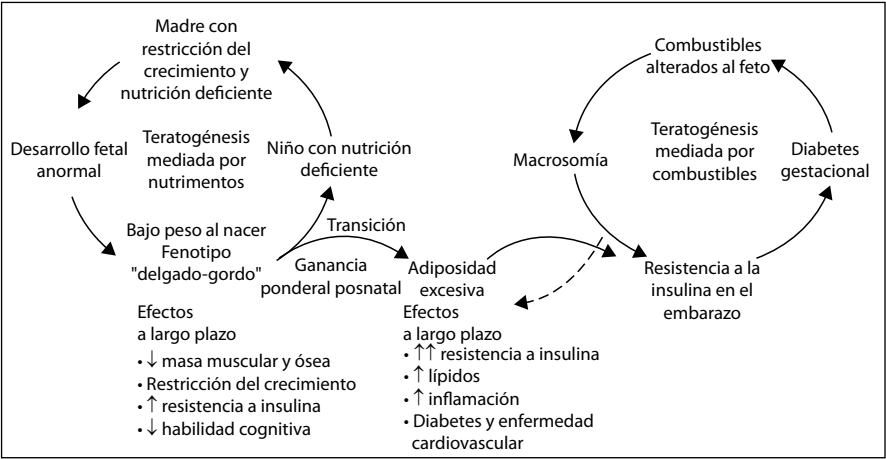 Madre con
restricción del
crecimiento y
nutrición deficiente
Desarrollo fetal
anormal
Teratogénesis
mediada por
nutrimentos
Niño con nutrición
deficiente
Bajo peso al nacer
Fenotipo
"delgado-gordo"
Transición
Ganancia
ponderal posnatal
Adiposidad
excesiva
Efectos
a largo plazo
• ↓ masa muscular y ósea
• Restricción del crecimiento
• ↑ resistencia a insulina
• ↓ habilidad cognitiva
Efectos
a largo plazo
• ↑↑ resistencia a insulina
• ↑ lípidos
• ↑ inflamación
• Diabetes y enfermedad
cardiovascular
Combustibles
alterados al feto
Macrosomía
Teratogénesis
mediada por
combustibles
Diabetes
gestacional
Resistencia a la
insulina en el
embarazo